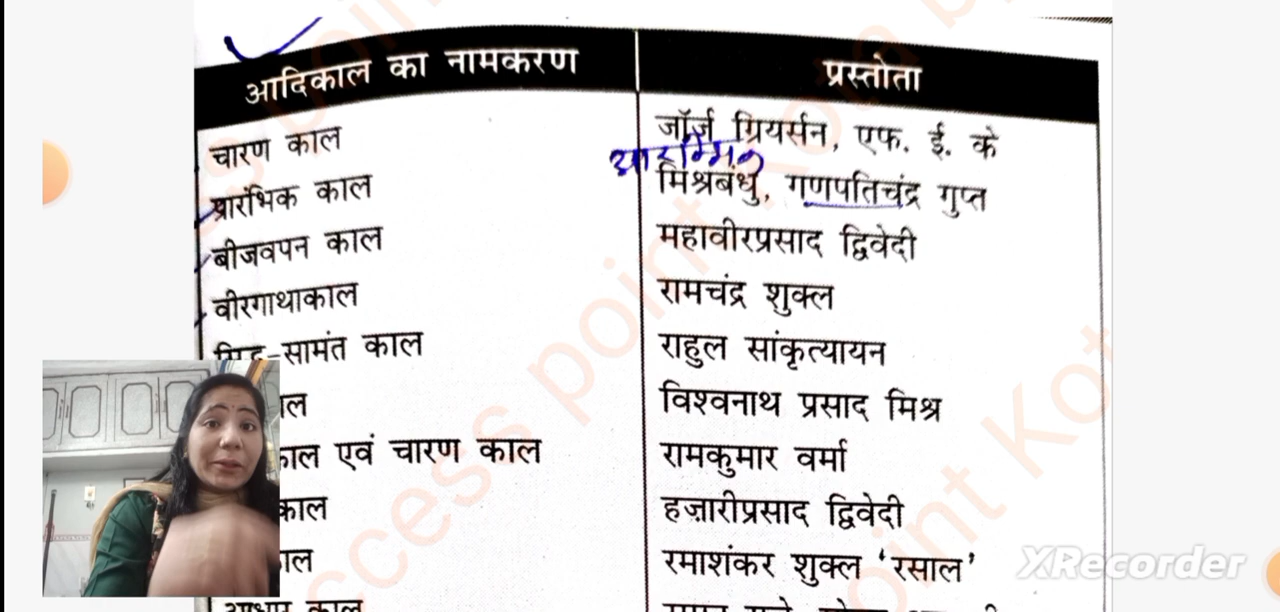 आदिकाल का नामकरण प्रस्तोता
चारण काल जॉर्ज ग्रियर्सन, एफ. ई. के
प्रारंभिक काल मिश्रबंधु, गणपतिचंद्र गुप्त
बीजवपन काल महावीरप्रसाद द्विवेदी
वीरगाथाकाल रामचंद्र शुक्ल
-सामंत काल राहुल सांकृत्यायन
विश्वनाथ प्रसाद मिश्र
एवं चारण काल रामकुमार वर्मा
काल हज़ारीप्रसाद द्विवेदी
रमाशंकर शुक्ल ‘रसाल’
XRecorder
काल